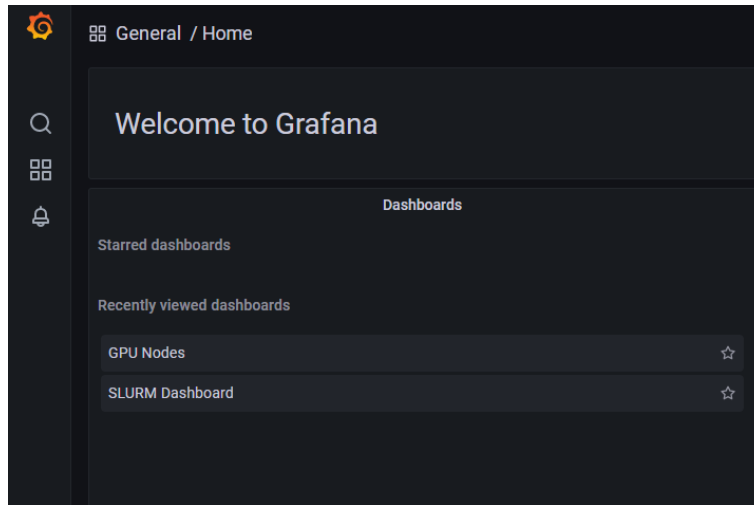 General / Home
Welcome to Grafana
Dashboards
Starred dashboards
Recently viewed dashboards
GPU Nodes
SLURM Dashboard